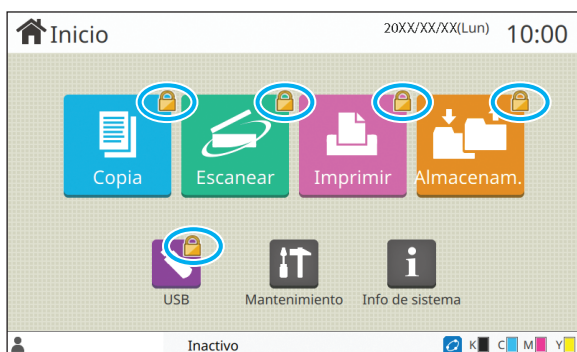 Inicio
20XX/XX/XX(Lun) 10:00
Copia Escanear Imprimir Almacenam.
USB Mantenimiento Info de sistema
Inactivo K C M Y